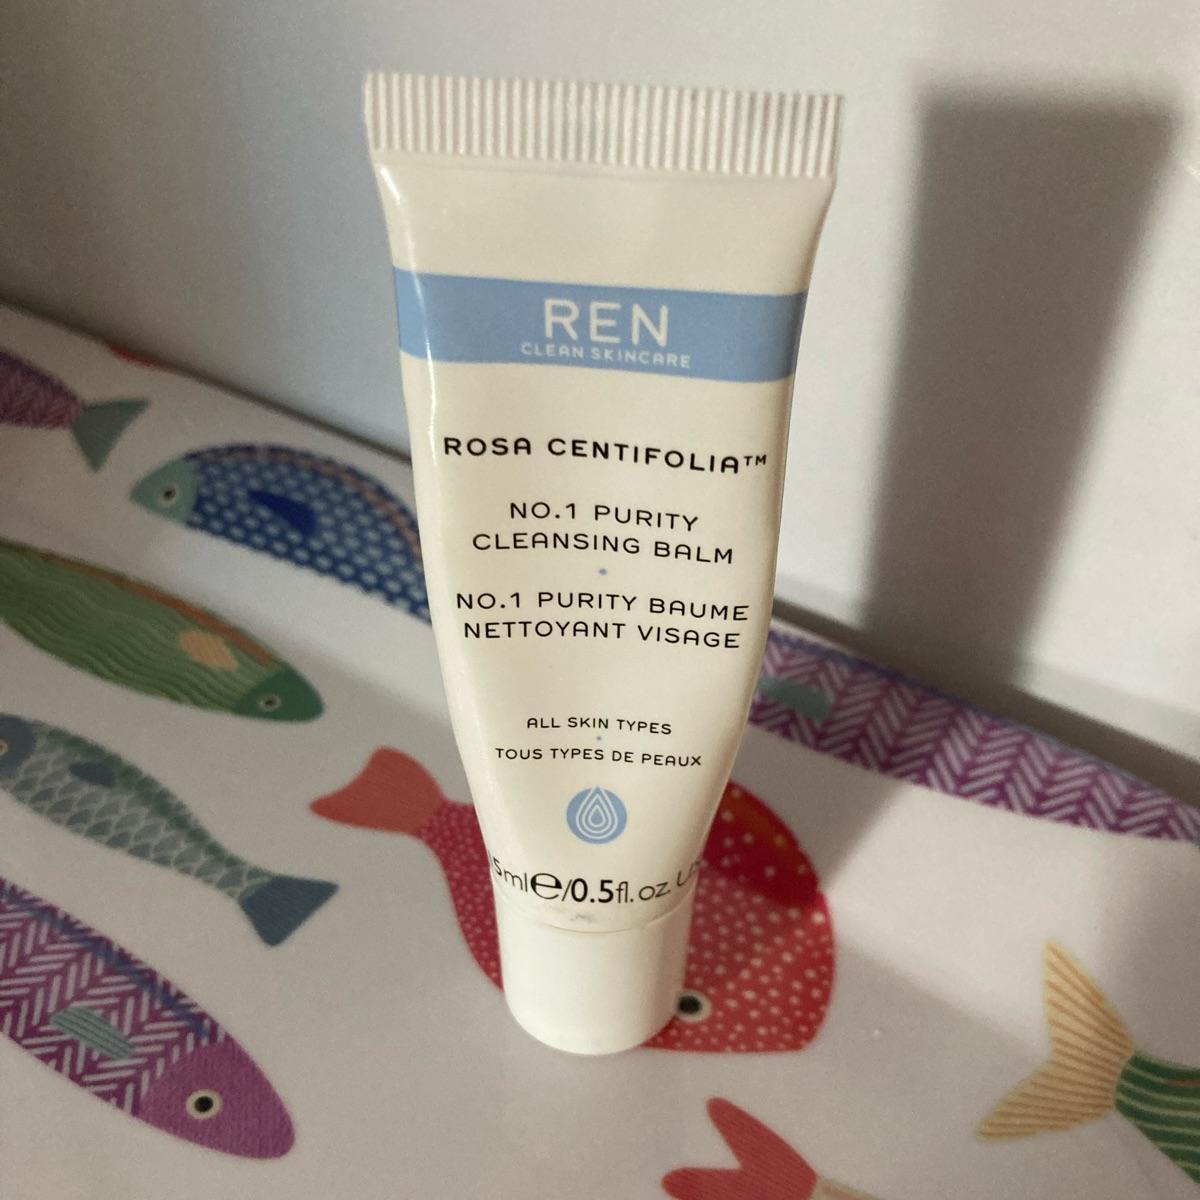 REN
CLEAN SKINCARE
ROSA CENTIFOLIA™
NO.1 PURITY
CLEANSING BALM
NO.1 PURITY BAUME
NETTOYANT VISAGE
ALL SKIN TYPES
TOUS TYPES DE PEAUX
5ml℮/0.5fl. oz.